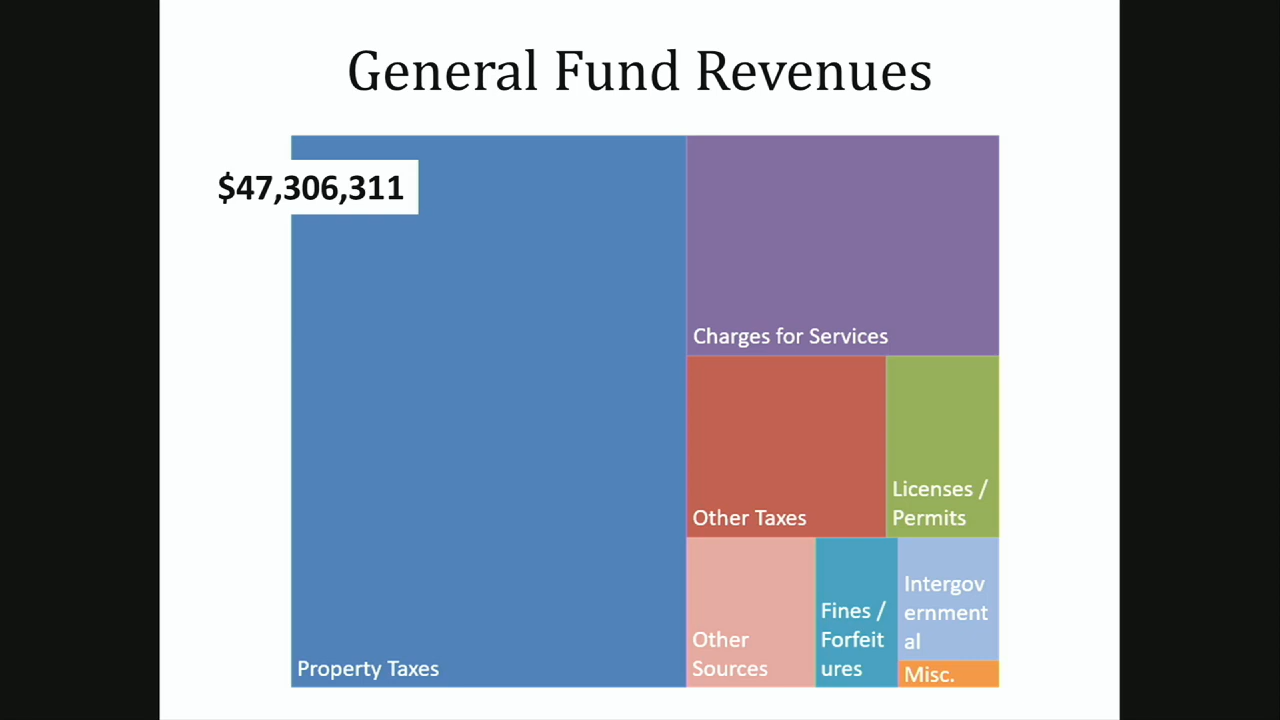 General Fund Revenues
$47,306,311
Property Taxes
Charges for Services
Other Taxes
Licenses /
Permits
Other
Sources
Fines /
Forfeit
ures
Intergov
ernment
al
Misc.